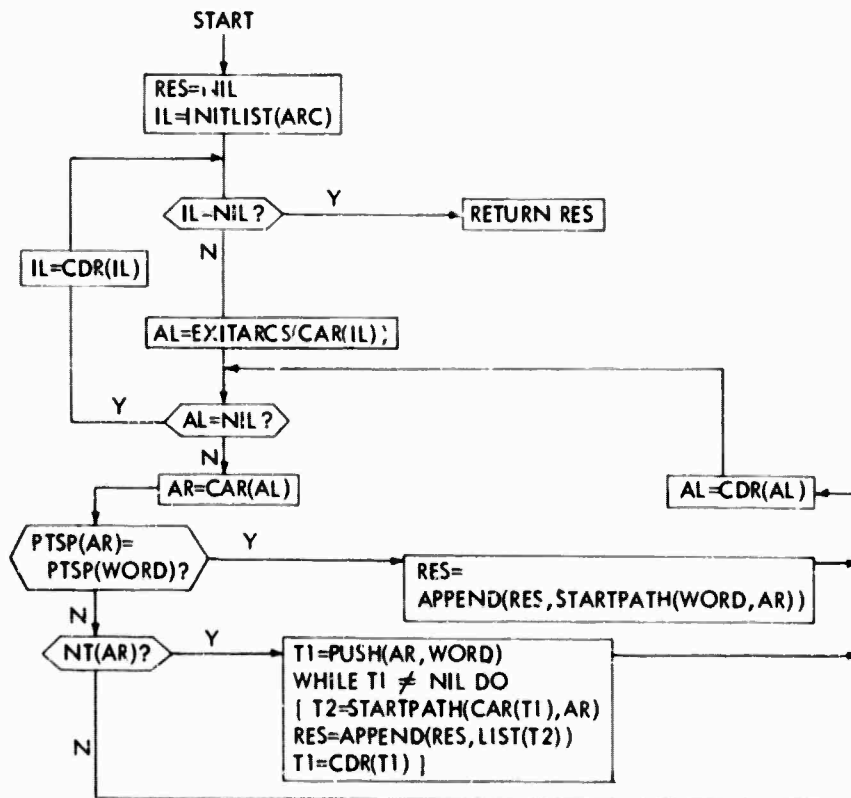 START
RES=NIL
IL=INITLIST(ARC)
IL=NIL?
Y
RETURN RES
N
IL=CDR(IL)
AL=EXITARCS(CAR(IL))
Y
AL=NIL?
N
AR=CAR(AL)
AL=CDR(AL)
PTSP(AR)=
PTSP(WORD)?
Y
RES=
APPEND(RES,STARTPATH(WORD,AR))
N
NT(AR)?
Y
T1=PUSH(AR,WORD)
WHILE T1 ≠ NIL DO
[ T2=STARTPATH(CAR(T1),AR)
RES=APPEND(RES,LIST(T2))
T1=CDR(T1) ]
N